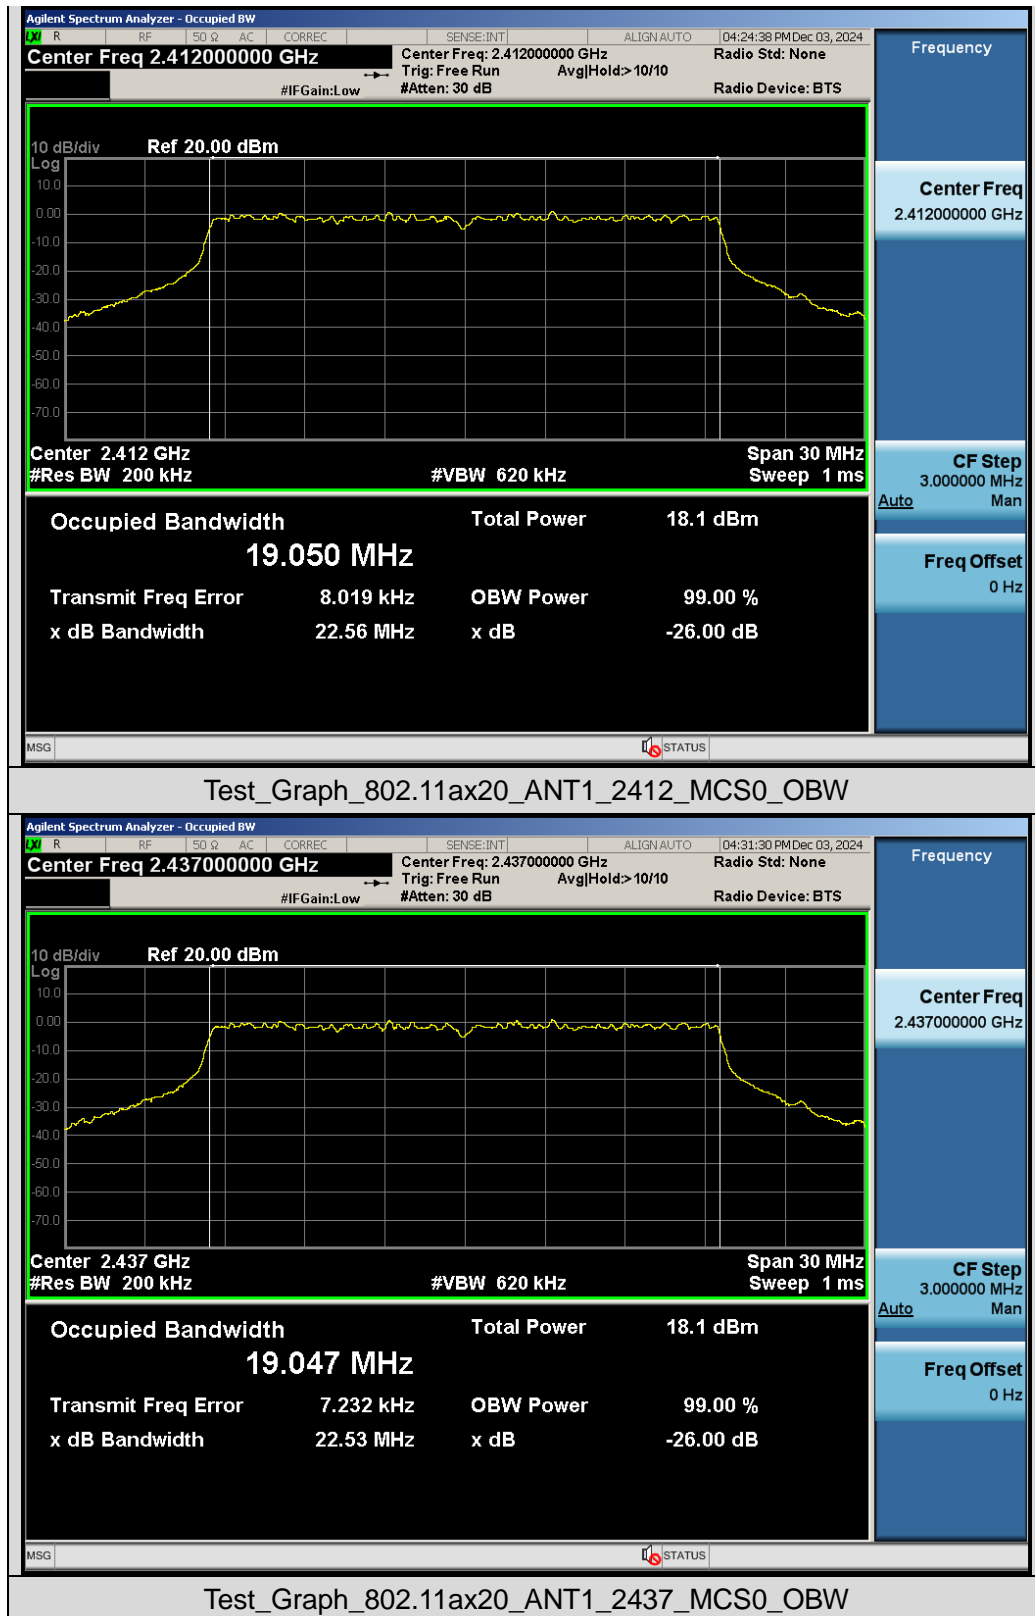 Agilent Spectrum Analyzer - Occupied BW
LXI R RF 50 Ω AC CORREC SENSE:INT ALIGN AUTO 04:24:38 PM Dec 03, 2024
Center Freq 2.412000000 GHz
Center Freq: 2.412000000 GHz Radio Std: None
Trig: Free Run Avg|Hold:>10/10
#IFGain:Low #Atten: 30 dB Radio Device: BTS
Frequency
10 dB/div Ref 20.00 dBm
Log
10.0
0.00
-10.0
-20.0
-30.0
-40.0
-50.0
-60.0
-70.0
Center 2.412 GHz Span 30 MHz
#Res BW 200 kHz #VBW 620 kHz Sweep 1 ms
Center Freq
2.412000000 GHz
CF Step
3.000000 MHz
Auto Man
Freq Offset
0 Hz
Occupied Bandwidth Total Power 18.1 dBm
19.050 MHz
Transmit Freq Error 8.019 kHz OBW Power 99.00 %
x dB Bandwidth 22.56 MHz x dB -26.00 dB
MSG STATUS
Test_Graph_802.11ax20_ANT1_2412_MCS0_OBW
Agilent Spectrum Analyzer - Occupied BW
LXI R RF 50 Ω AC CORREC SENSE:INT ALIGN AUTO 04:31:30 PM Dec 03, 2024
Center Freq 2.437000000 GHz
Center Freq: 2.437000000 GHz Radio Std: None
Trig: Free Run Avg|Hold:>10/10
#IFGain:Low #Atten: 30 dB Radio Device: BTS
Frequency
10 dB/div Ref 20.00 dBm
Log
10.0
0.00
-10.0
-20.0
-30.0
-40.0
-50.0
-60.0
-70.0
Center 2.437 GHz Span 30 MHz
#Res BW 200 kHz #VBW 620 kHz Sweep 1 ms
Center Freq
2.437000000 GHz
CF Step
3.000000 MHz
Auto Man
Freq Offset
0 Hz
Occupied Bandwidth Total Power 18.1 dBm
19.047 MHz
Transmit Freq Error 7.232 kHz OBW Power 99.00 %
x dB Bandwidth 22.53 MHz x dB -26.00 dB
MSG STATUS
Test_Graph_802.11ax20_ANT1_2437_MCS0_OBW